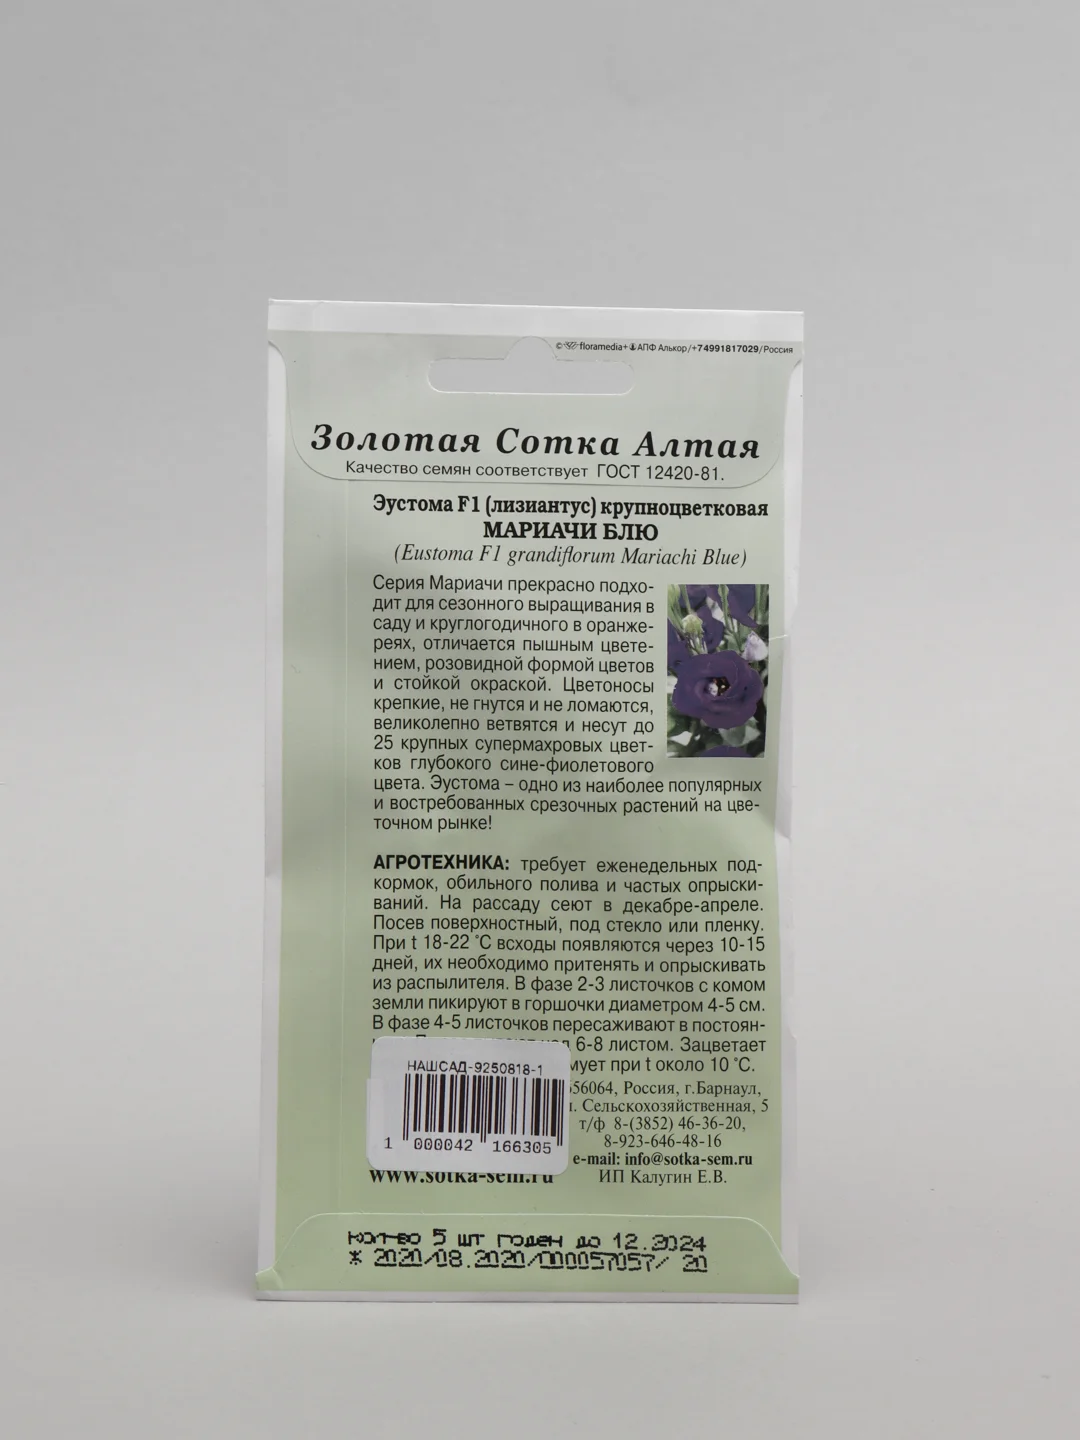 © floramedia+ АПФ Алькор/+74991817029/Россия
Золотая Сотка Алтая
Качество семян соответствует ГОСТ 12420-81.
Эустома F1 (лизиантус) крупноцветковая
МАРИАЧИ БЛЮ
(Eustoma F1 grandiflorum Mariachi Blue)
Серия Мариачи прекрасно подхо-
дит для сезонного выращивания в
саду и круглогодичного в оранже-
реях, отличается пышным цвете-
нием, розовидной формой цветов
и стойкой окраской. Цветоносы
крепкие, не гнутся и не ломаются,
великолепно ветвятся и несут до
25 крупных супермахровых цвет-
ков глубокого сине-фиолетового
цвета. Эустома – одно из наиболее популярных
и востребованных срезочных растений на цве-
точном рынке!
АГРОТЕХНИКА: требует еженедельных под-
кормок, обильного полива и частых опрыски-
ваний. На рассаду сеют в декабре-апреле.
Посев поверхностный, под стекло или пленку.
При t 18-22 °С всходы появляются через 10-15
дней, их необходимо притенять и опрыскивать
из распылителя. В фазе 2-3 листочков с комом
земли пикируют в горшочки диаметром 4-5 см.
В фазе 4-5 листочков пересаживают в постоян-
6-8 листом. Зацветает
при t около 10 °С.
НАШСАД-9250818-1
1 000042 166305
656064, Россия, г.Барнаул,
Сельскохозяйственная, 5
т/ф 8-(3852) 46-36-20,
8-923-646-48-16
e-mail: info@sotka-sem.ru
www.sotka-sem.ru ИП Калугин Е.В.
Кол-во 5 шт годен до 12.2024
* 2020/08.2020/000057057/ 20